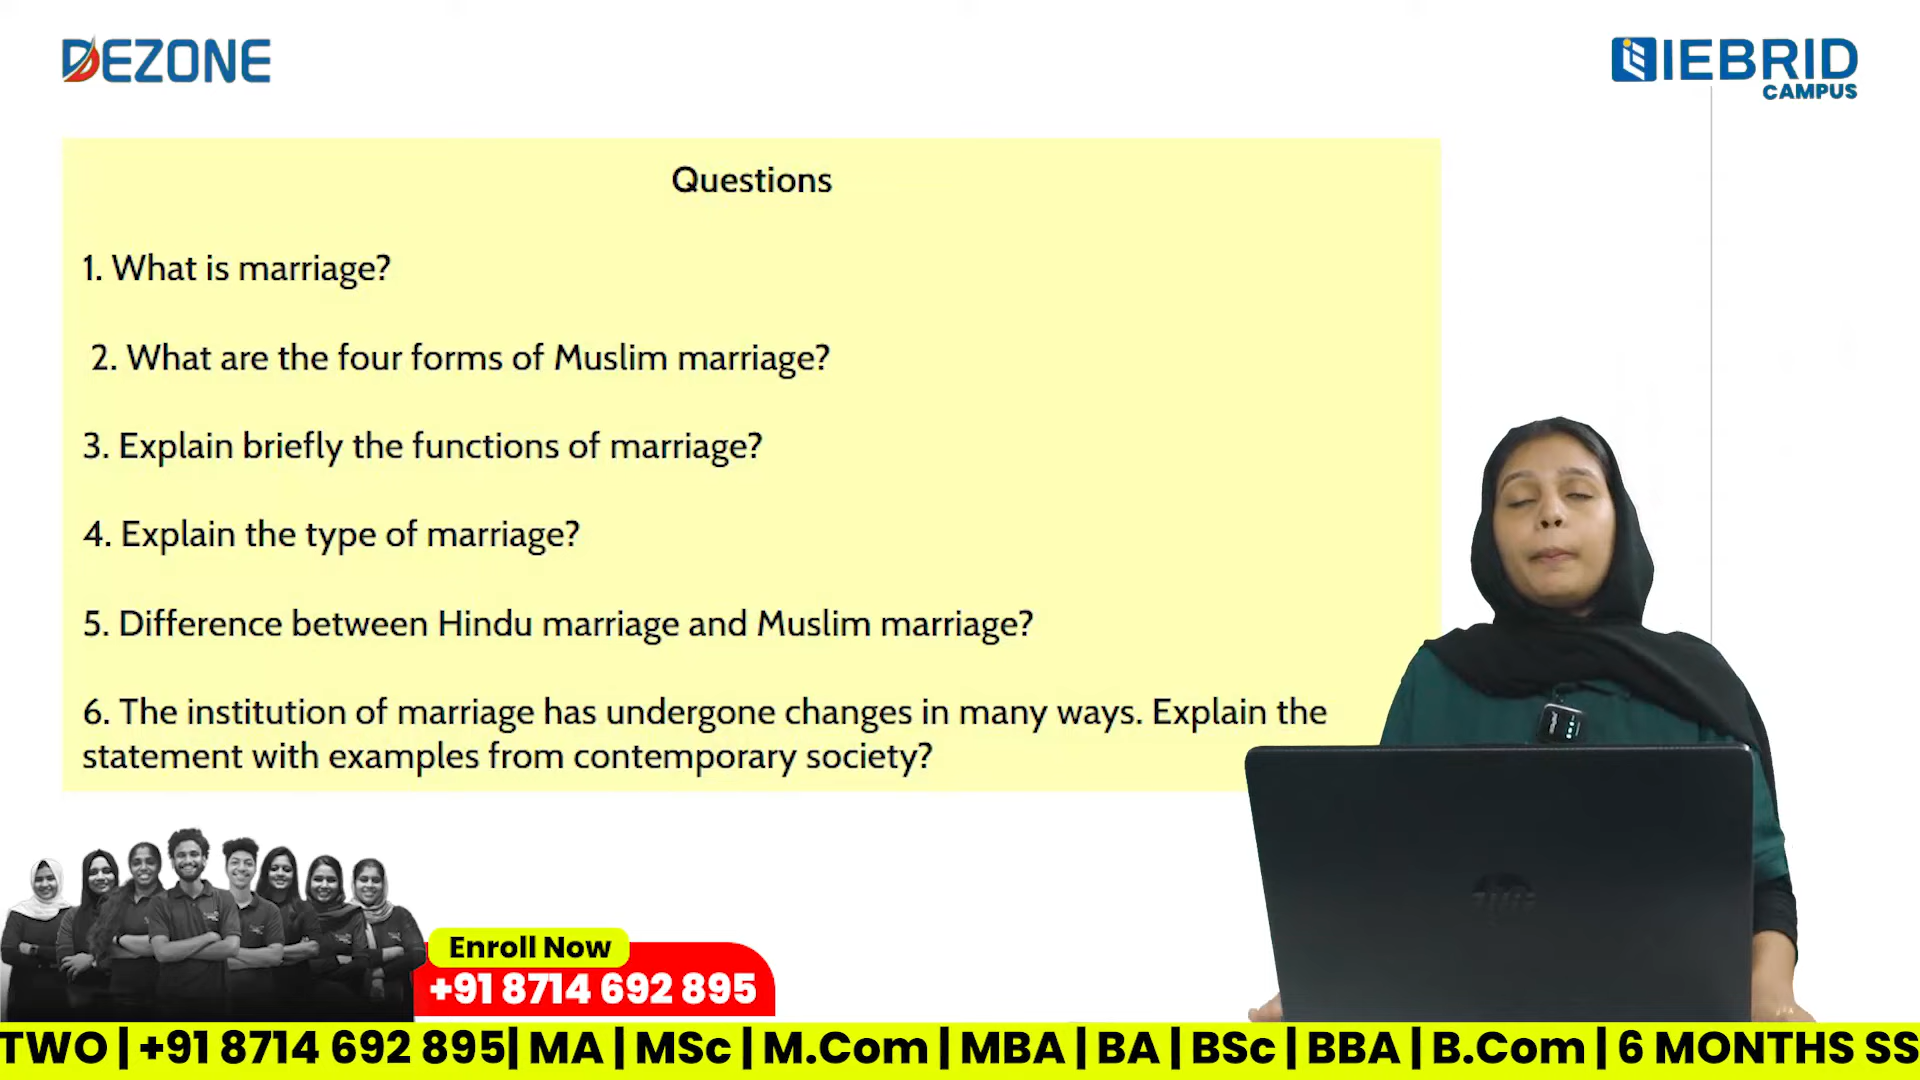 DEZONE
IEBRID
CAMPUS
Questions
1. What is marriage?
2. What are the four forms of Muslim marriage?
3. Explain briefly the functions of marriage?
4. Explain the type of marriage?
5. Difference between Hindu marriage and Muslim marriage?
6. The institution of marriage has undergone changes in many ways. Explain the
statement with examples from contemporary society?
Enroll Now
+91 8714 692 895
TWO | +91 8714 692 895| MA | MSc | M.Com | MBA | BA | BSc | BBA | B.Com | 6 MONTHS SS